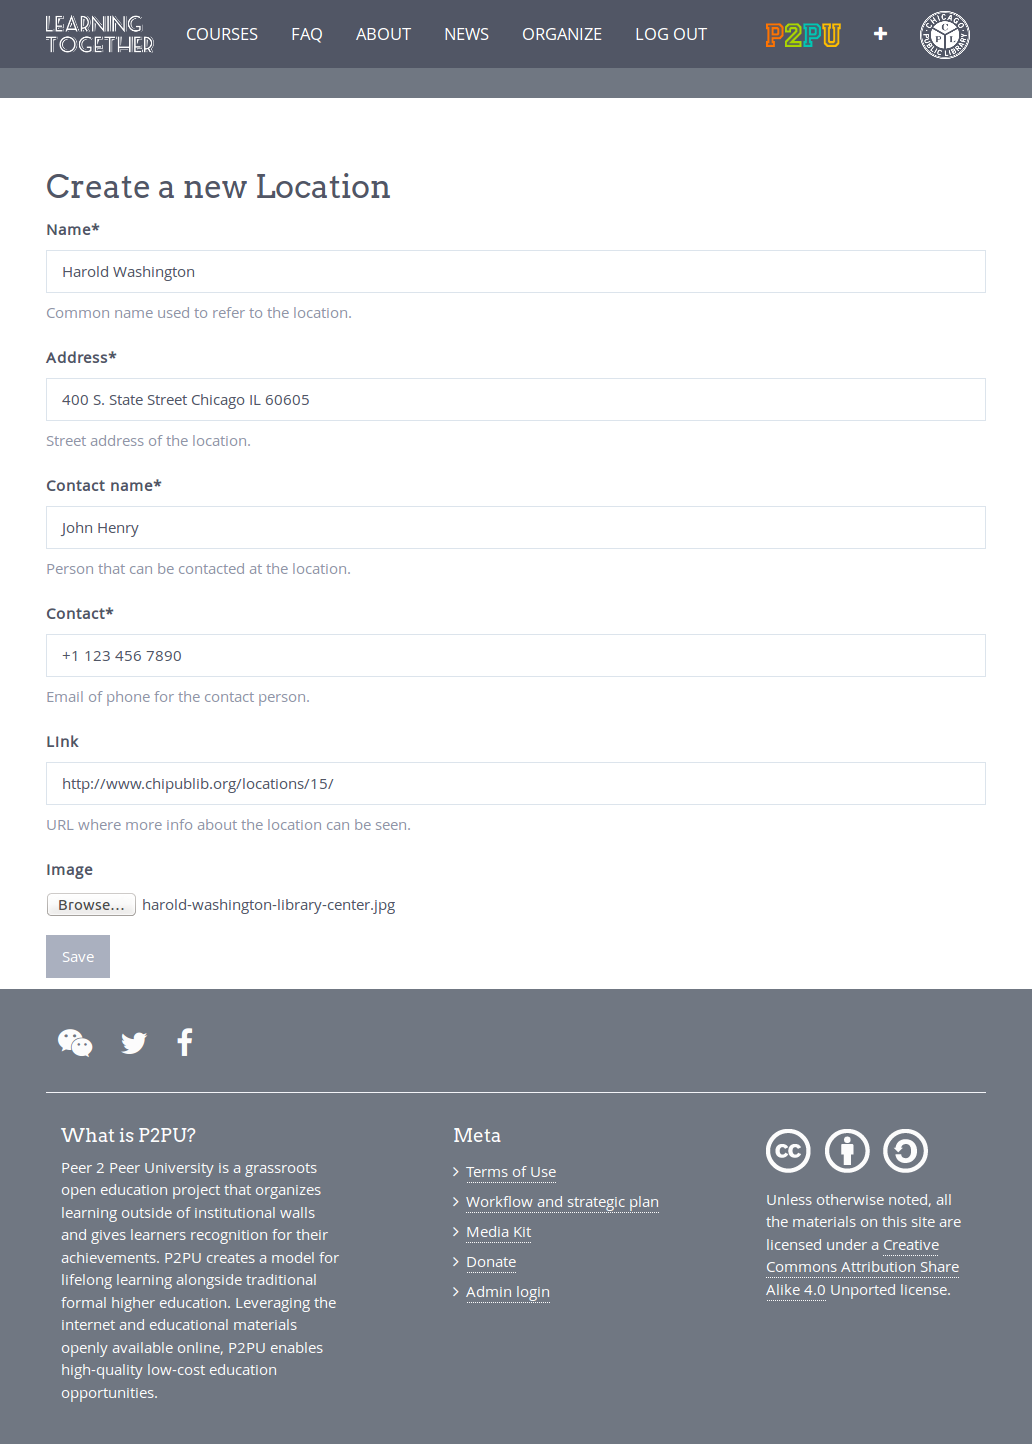 LEARNING
TOGETHER
COURSES FAQ ABOUT NEWS ORGANIZE LOG OUT
P2PU
CHICAGO
CPL
PUBLIC LIBRARY
Create a new Location
Name*
Harold Washington
Common name used to refer to the location.
Address*
400 S. State Street Chicago IL 60605
Street address of the location.
Contact name*
John Henry
Person that can be contacted at the location.
Contact*
+1 123 456 7890
Email of phone for the contact person.
LInk
http://www.chipublib.org/locations/15/
URL where more info about the location can be seen.
Image
Browse... harold-washington-library-center.jpg
Save
What is P2PU?
Peer 2 Peer University is a grassroots
open education project that organizes
learning outside of institutional walls
and gives learners recognition for their
achievements. P2PU creates a model for
lifelong learning alongside traditional
formal higher education. Leveraging the
internet and educational materials
openly available online, P2PU enables
high-quality low-cost education
opportunities.
Meta
Terms of Use
Workflow and strategic plan
Media Kit
Donate
Admin login
cc
Unless otherwise noted, all
the materials on this site are
licensed under a Creative
Commons Attribution Share
Alike 4.0 Unported license.